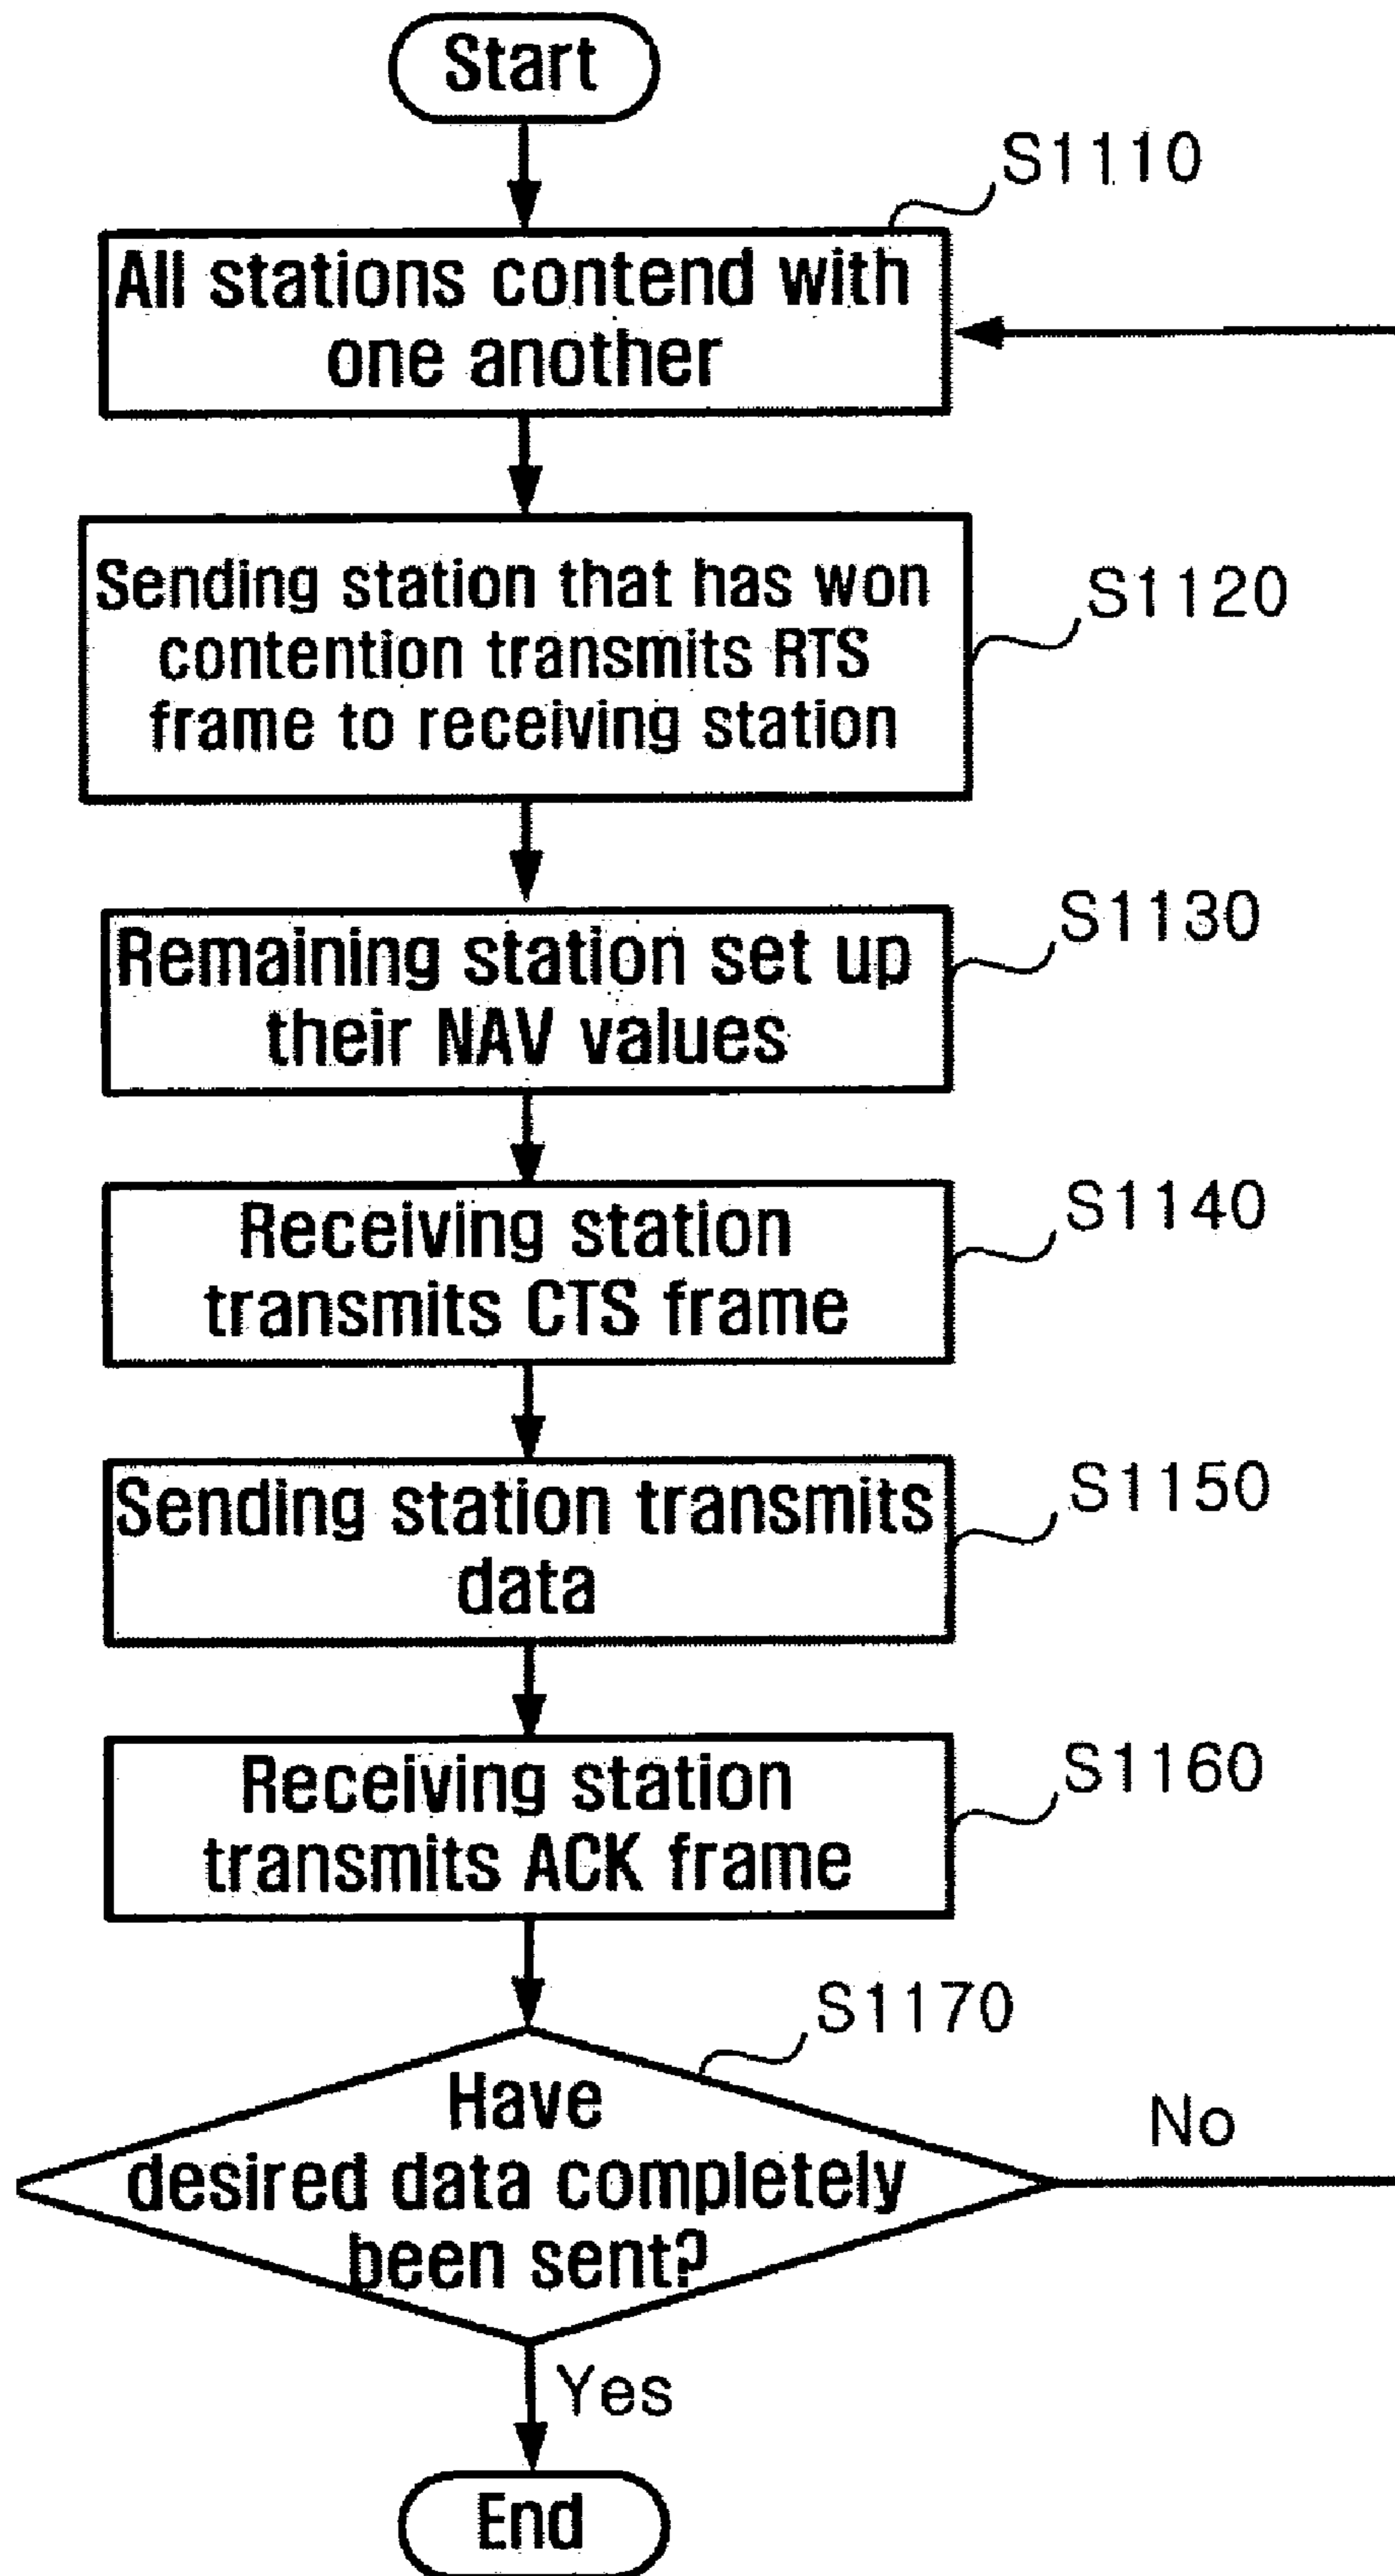 Start
S1110
All stations contend with
one another
Sending station that has won
contention transmits RTS
frame to receiving station
S1120
Remaining station set up
their NAV values
S1130
Receiving station
transmits CTS frame
S1140
Sending station transmits
data
S1150
Receiving station
transmits ACK frame
S1160
S1170
Have
desired data completely
been sent?
No
Yes
End